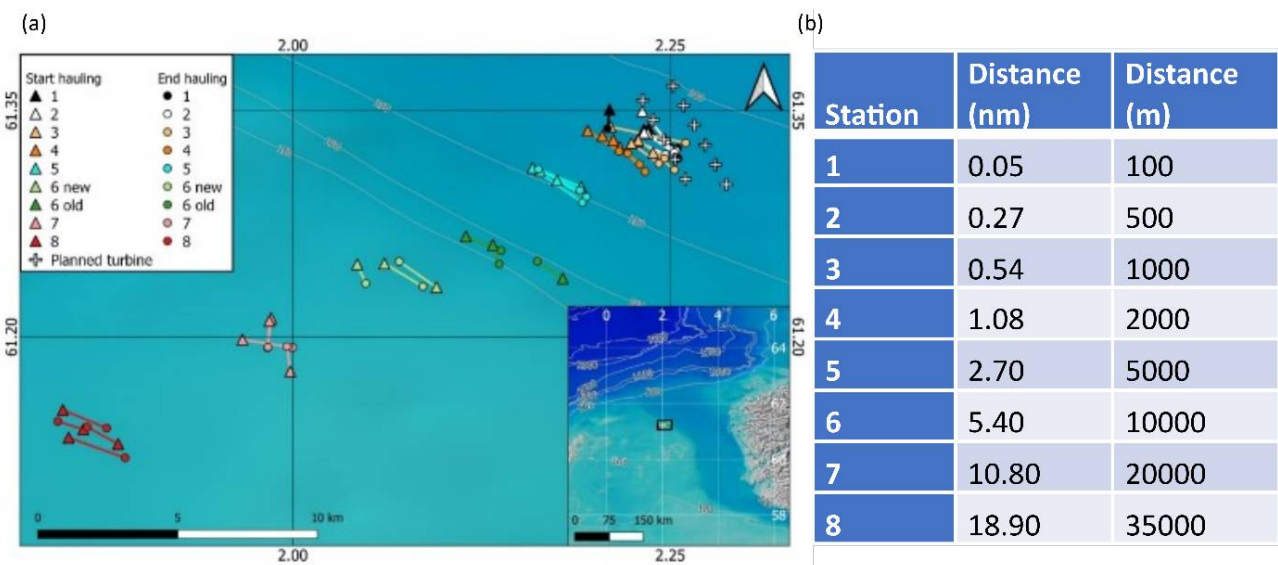 (a)
(b)
2.00 2.25
61.35 61.35
Start hauling End hauling
1 1
2 2
3 3
4 4
5 5
6 new 6 new
6 old 6 old
7 7
8 8
Planned turbine
61.20 61.20
0 2 4 6
64
62
60
58
0 75 150 km
0 5 10 km
2.00 2.25
Station Distance (nm) Distance (m)
1 0.05 100
2 0.27 500
3 0.54 1000
4 1.08 2000
5 2.70 5000
6 5.40 10000
7 10.80 20000
8 18.90 35000